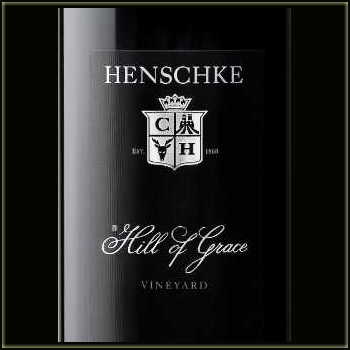 HENSCHKE
C
H
EST. 1868
Hill of Grace
VINEYARD